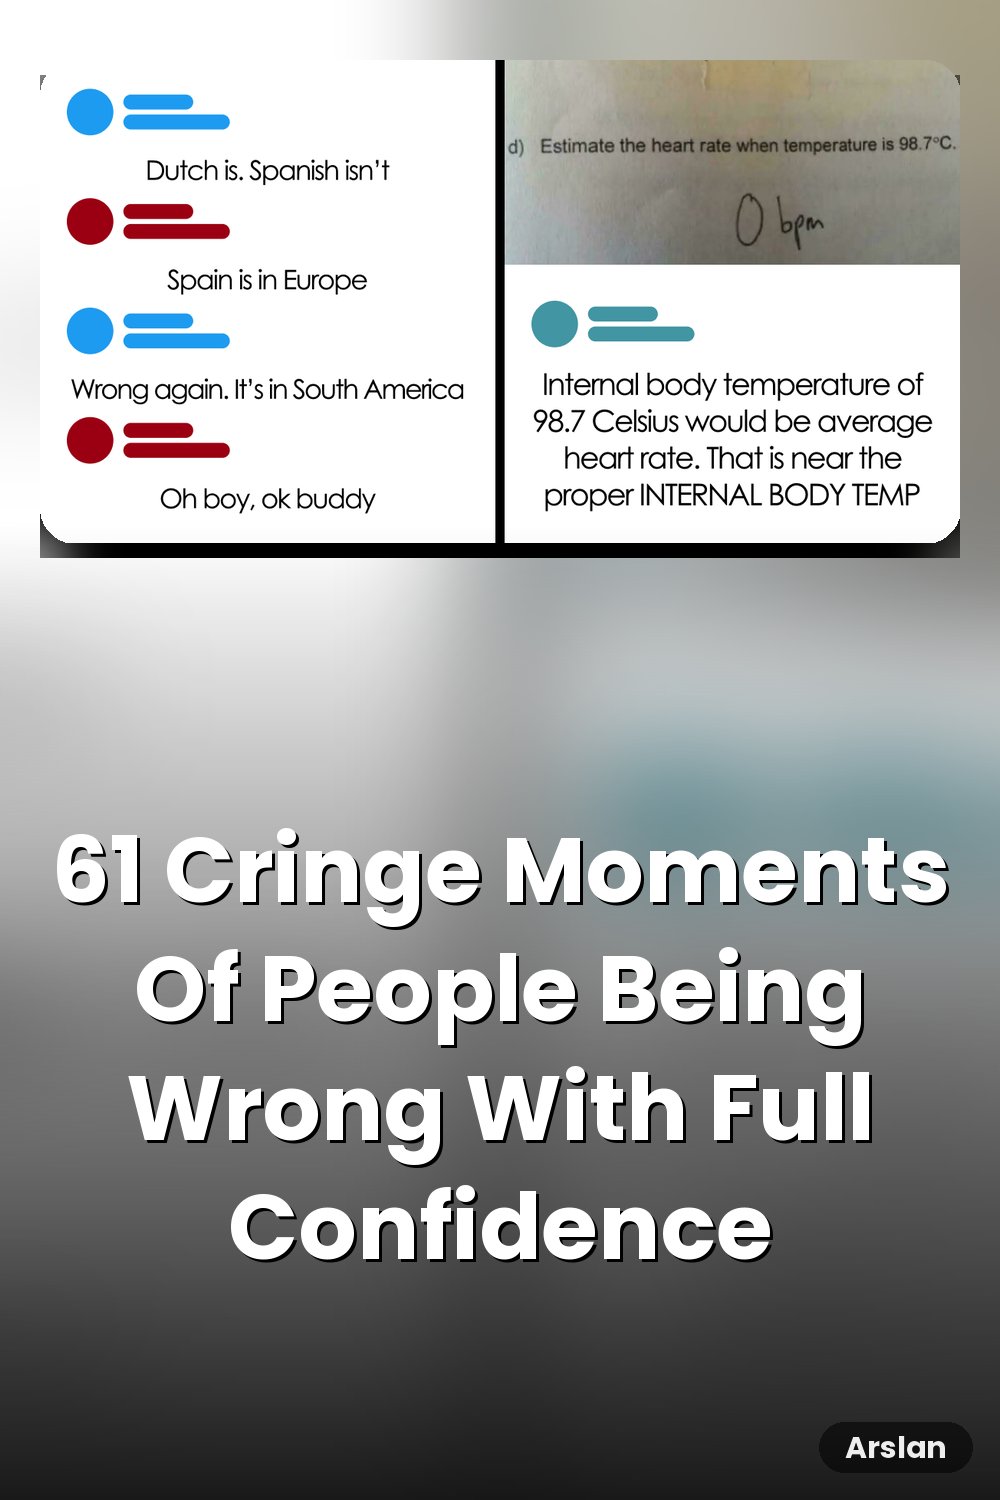 Dutch is. Spanish isn't
Spain is in Europe
Wrong again. It's in South America
Oh boy, ok buddy
d) Estimate the heart rate when temperature is 98.7°C.
0 bpm
Internal body temperature of
98.7 Celsius would be average
heart rate. That is near the
proper INTERNAL BODY TEMP
61 Cringe Moments
Of People Being
Wrong With Full
Confidence
Arslan